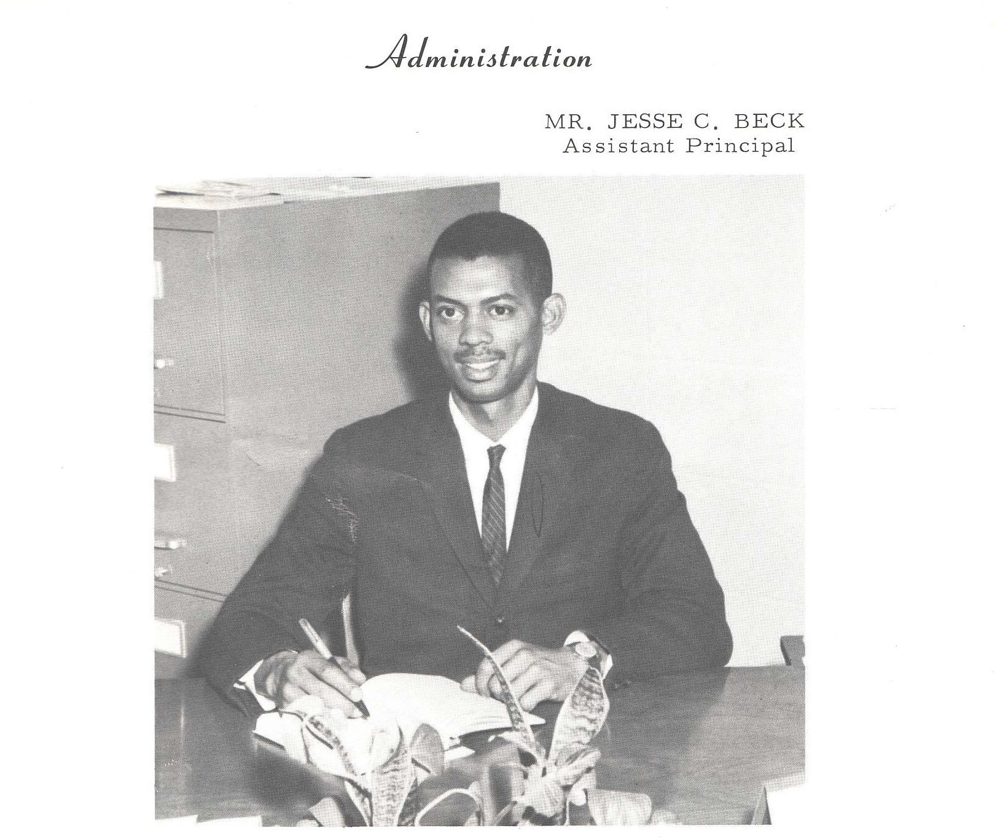 Administration
MR. JESSE C. BECK
Assistant Principal